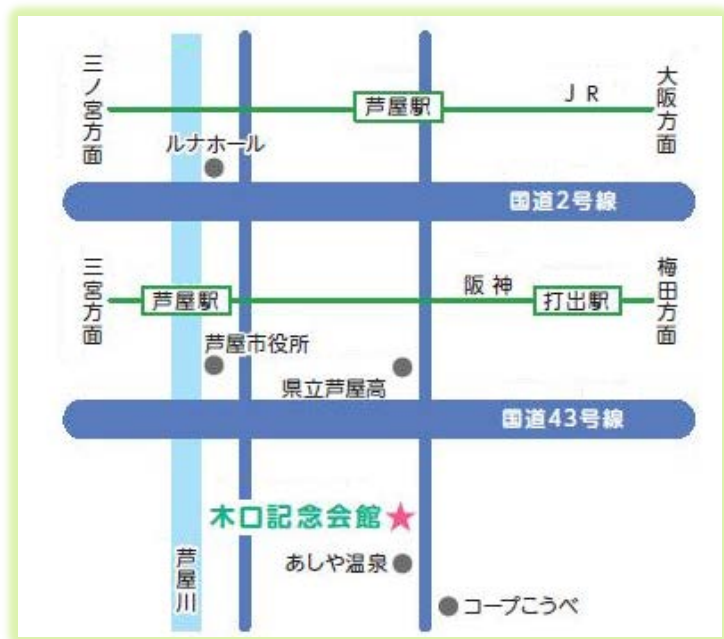 三ノ宮方面
芦屋駅
JR
大阪方面
ルナホール
国道2号線
三宮方面
芦屋駅
阪神
打出駅
梅田方面
芦屋市役所
県立芦屋高
国道43号線
木口記念会館
あしや温泉
芦屋川
コープこうべ